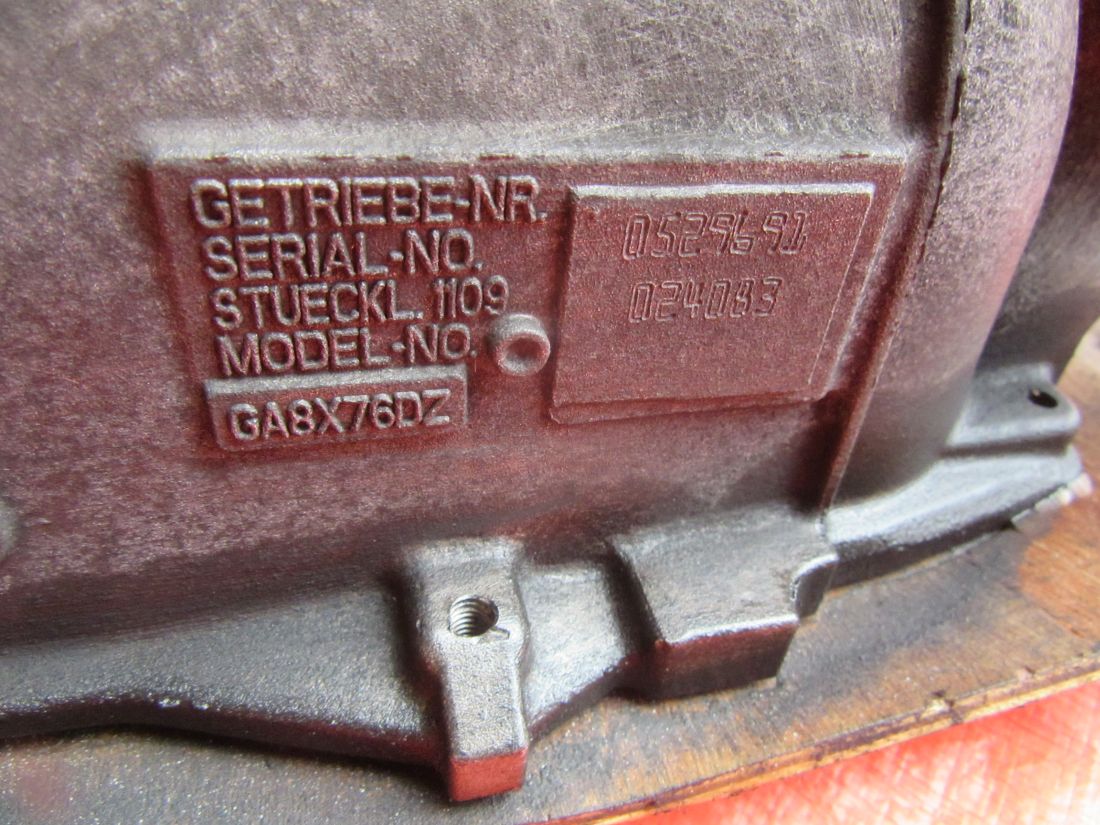 GETRIEBE-NR.
SERIAL-NO.
STUECKL. 1109
MODEL-NO.
GA8X76DZ
0529691
024083